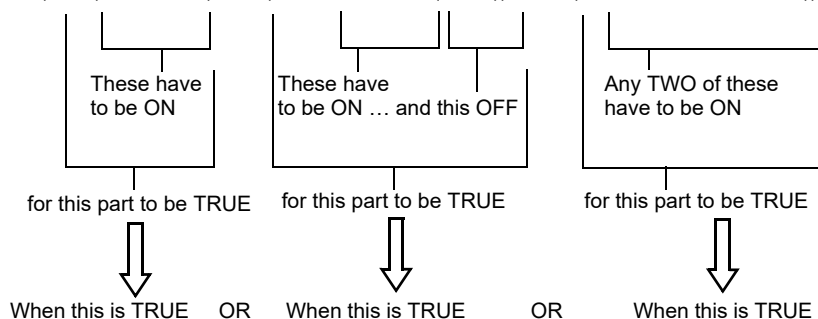 These have
to be ON
These have
to be ON … and this OFF
Any TWO of these
have to be ON
for this part to be TRUE
for this part to be TRUE
for this part to be TRUE
When this is TRUE OR When this is TRUE OR When this is TRUE